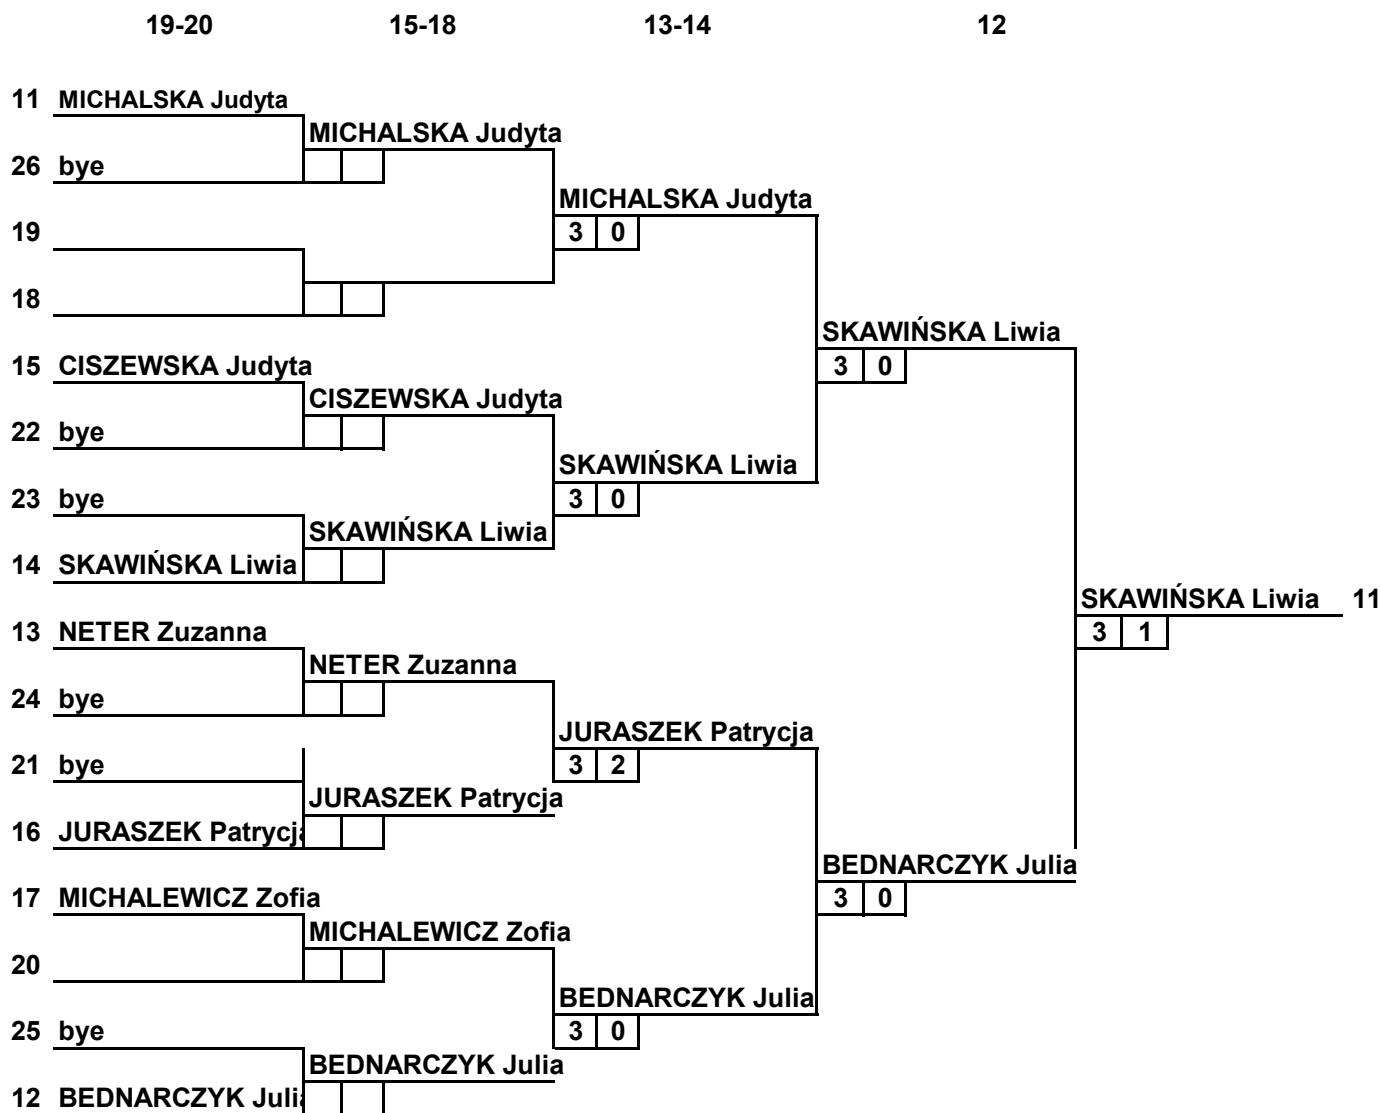 19-20 15-18 13-14 12
11 MICHALSKA Judyta
MICHALSKA Judyta
26 bye
MICHALSKA Judyta
19
3 0
18
SKAWIŃSKA Liwia
15 CISZEWSKA Judyta
3 0
CISZEWSKA Judyta
22 bye
SKAWIŃSKA Liwia
23 bye
3 0
SKAWIŃSKA Liwia
14 SKAWIŃSKA Liwia
SKAWIŃSKA Liwia 11
13 NETER Zuzanna
3 1
NETER Zuzanna
24 bye
JURASZEK Patrycja
21 bye
3 2
JURASZEK Patrycja
16 JURASZEK Patrycja
BEDNARCZYK Julia
17 MICHALEWICZ Zofia
3 0
MICHALEWICZ Zofia
20
BEDNARCZYK Julia
25 bye
3 0
BEDNARCZYK Julia
12 BEDNARCZYK Julia